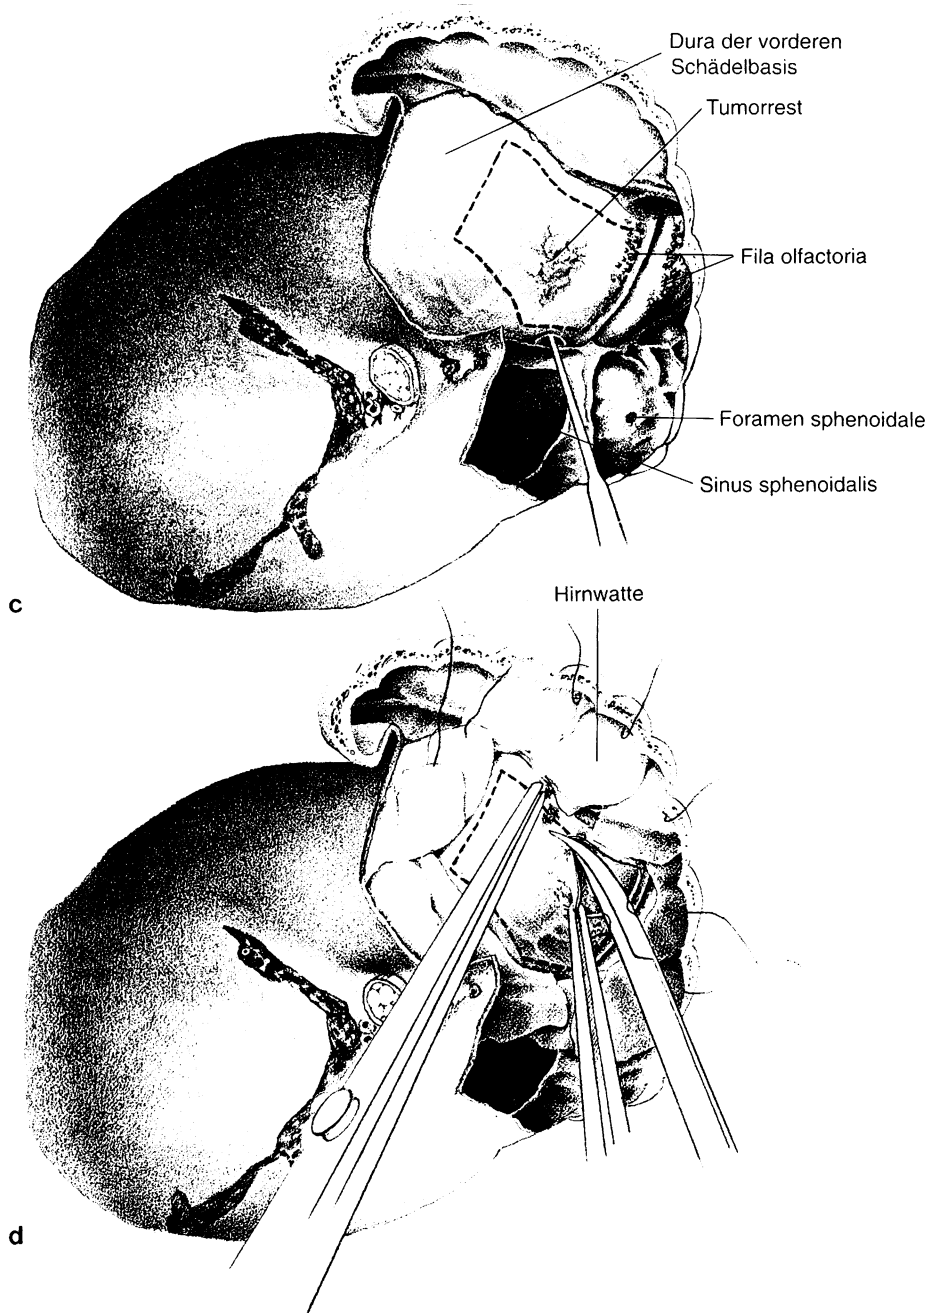 Dura der vorderen
Schädelbasis
Tumorrest
Fila olfactoria
Foramen sphenoidale
Sinus sphenoidalis
c
Hirnwatte
d